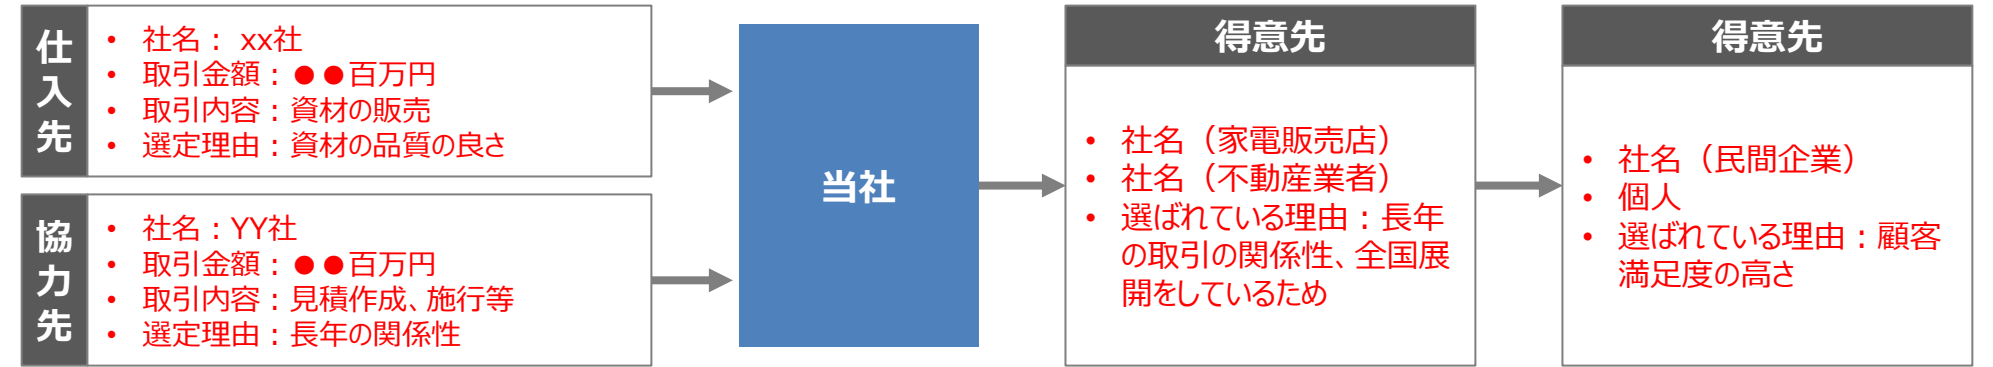 仕入先
• 社名： xx社
• 取引金額：●●百万円
• 取引内容：資材の販売
• 選定理由：資材の品質の良さ
協力先
• 社名：YY社
• 取引金額：●●百万円
• 取引内容：見積作成、施行等
• 選定理由：長年の関係性
当社
得意先
• 社名（家電販売店）
• 社名（不動産業者）
• 選ばれている理由：長年
の取引の関係性、全国展
開をしているため
得意先
• 社名（民間企業）
• 個人
• 選ばれている理由：顧客
満足度の高さ